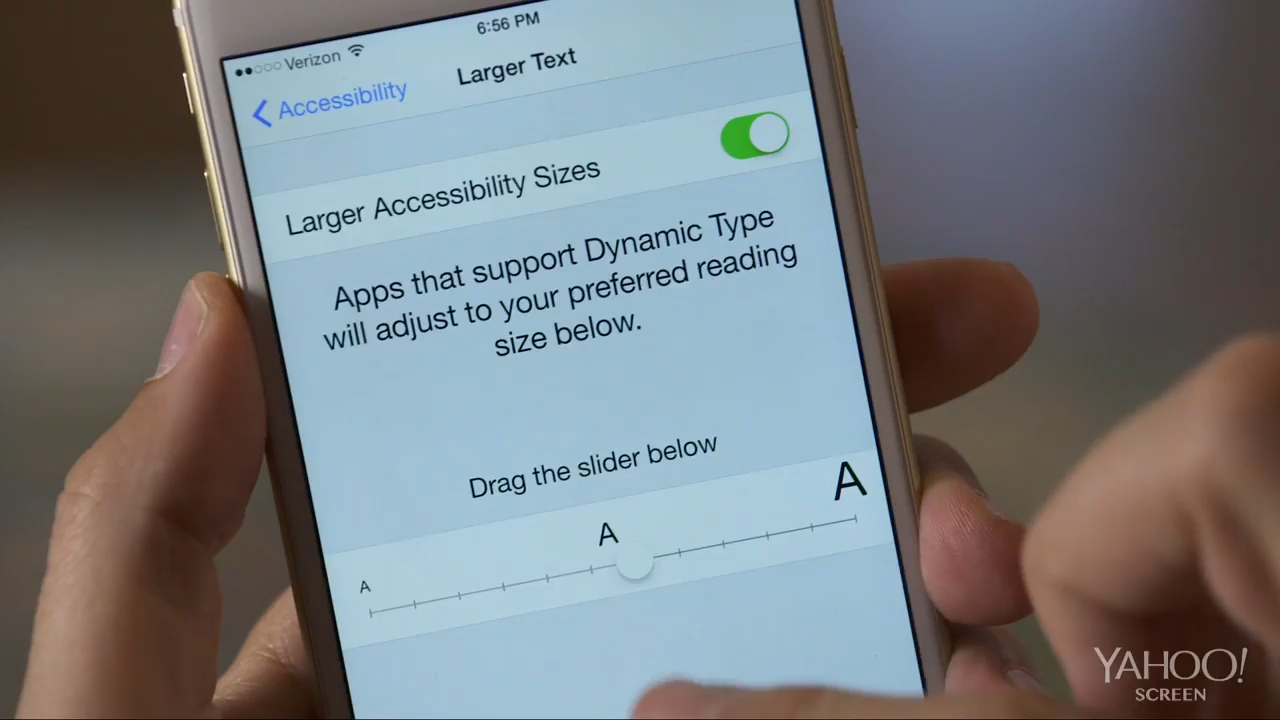 Verizon 6:56 PM
Accessibility Larger Text
Larger Accessibility Sizes
Apps that support Dynamic Type
will adjust to your preferred reading
size below.
Drag the slider below
A A A
YAHOO!
SCREEN